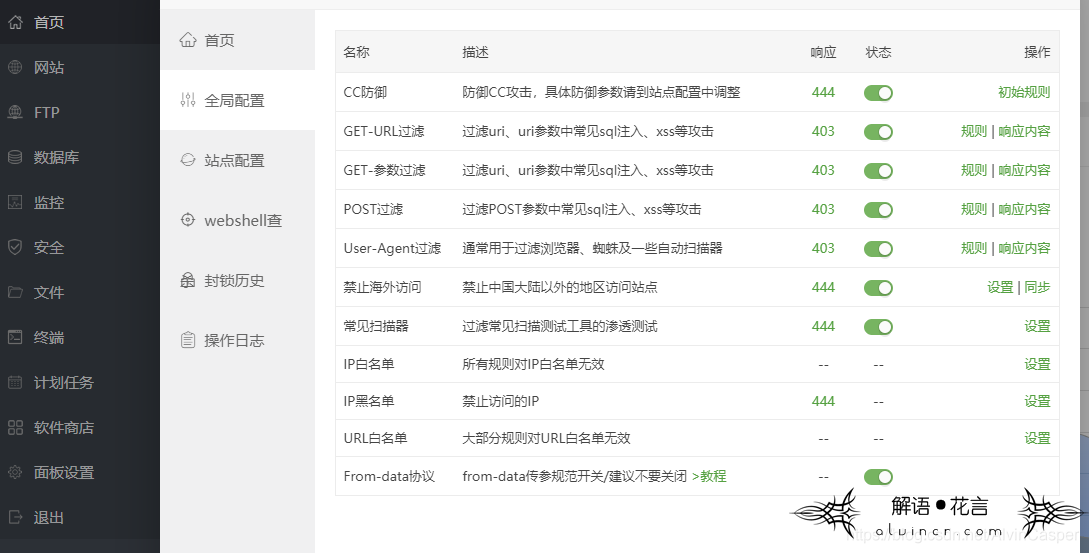 首页
网站
FTP
数据库
监控
安全
文件
终端
计划任务
软件商店
面板设置
退出
首页
全局配置
站点配置
webshell查
封锁历史
操作日志
名称 描述 响应 状态 操作
CC防御 防御CC攻击，具体防御参数请到站点配置中调整 444 初始规则
GET-URL过滤 过滤uri、uri参数中常见sql注入、xss等攻击 403 规则 | 响应内容
GET-参数过滤 过滤uri、uri参数中常见sql注入、xss等攻击 403 规则 | 响应内容
POST过滤 过滤POST参数中常见sql注入、xss等攻击 403 规则 | 响应内容
User-Agent过滤 通常用于过滤浏览器、蜘蛛及一些自动扫描器 403 规则 | 响应内容
禁止海外访问 禁止中国大陆以外的地区访问站点 444 设置 | 同步
常见扫描器 过滤常见扫描测试工具的渗透测试 444 设置
IP白名单 所有规则对IP白名单无效 -- -- 设置
IP黑名单 禁止访问的IP 444 -- 设置
URL白名单 大部分规则对URL白名单无效 -- -- 设置
From-data协议 from-data传参规范开关/建议不要关闭 >教程 --
解语●花言
alvincr.com
https://blog.csdn.net/AlvinCasper